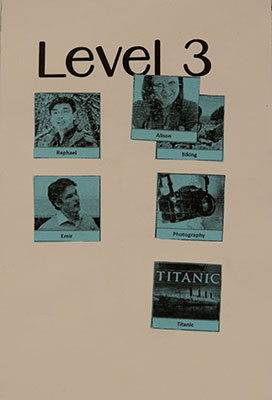 Level 3
Raphael
Alison
Biking
Emir
Photography
TITANIC
Titanic